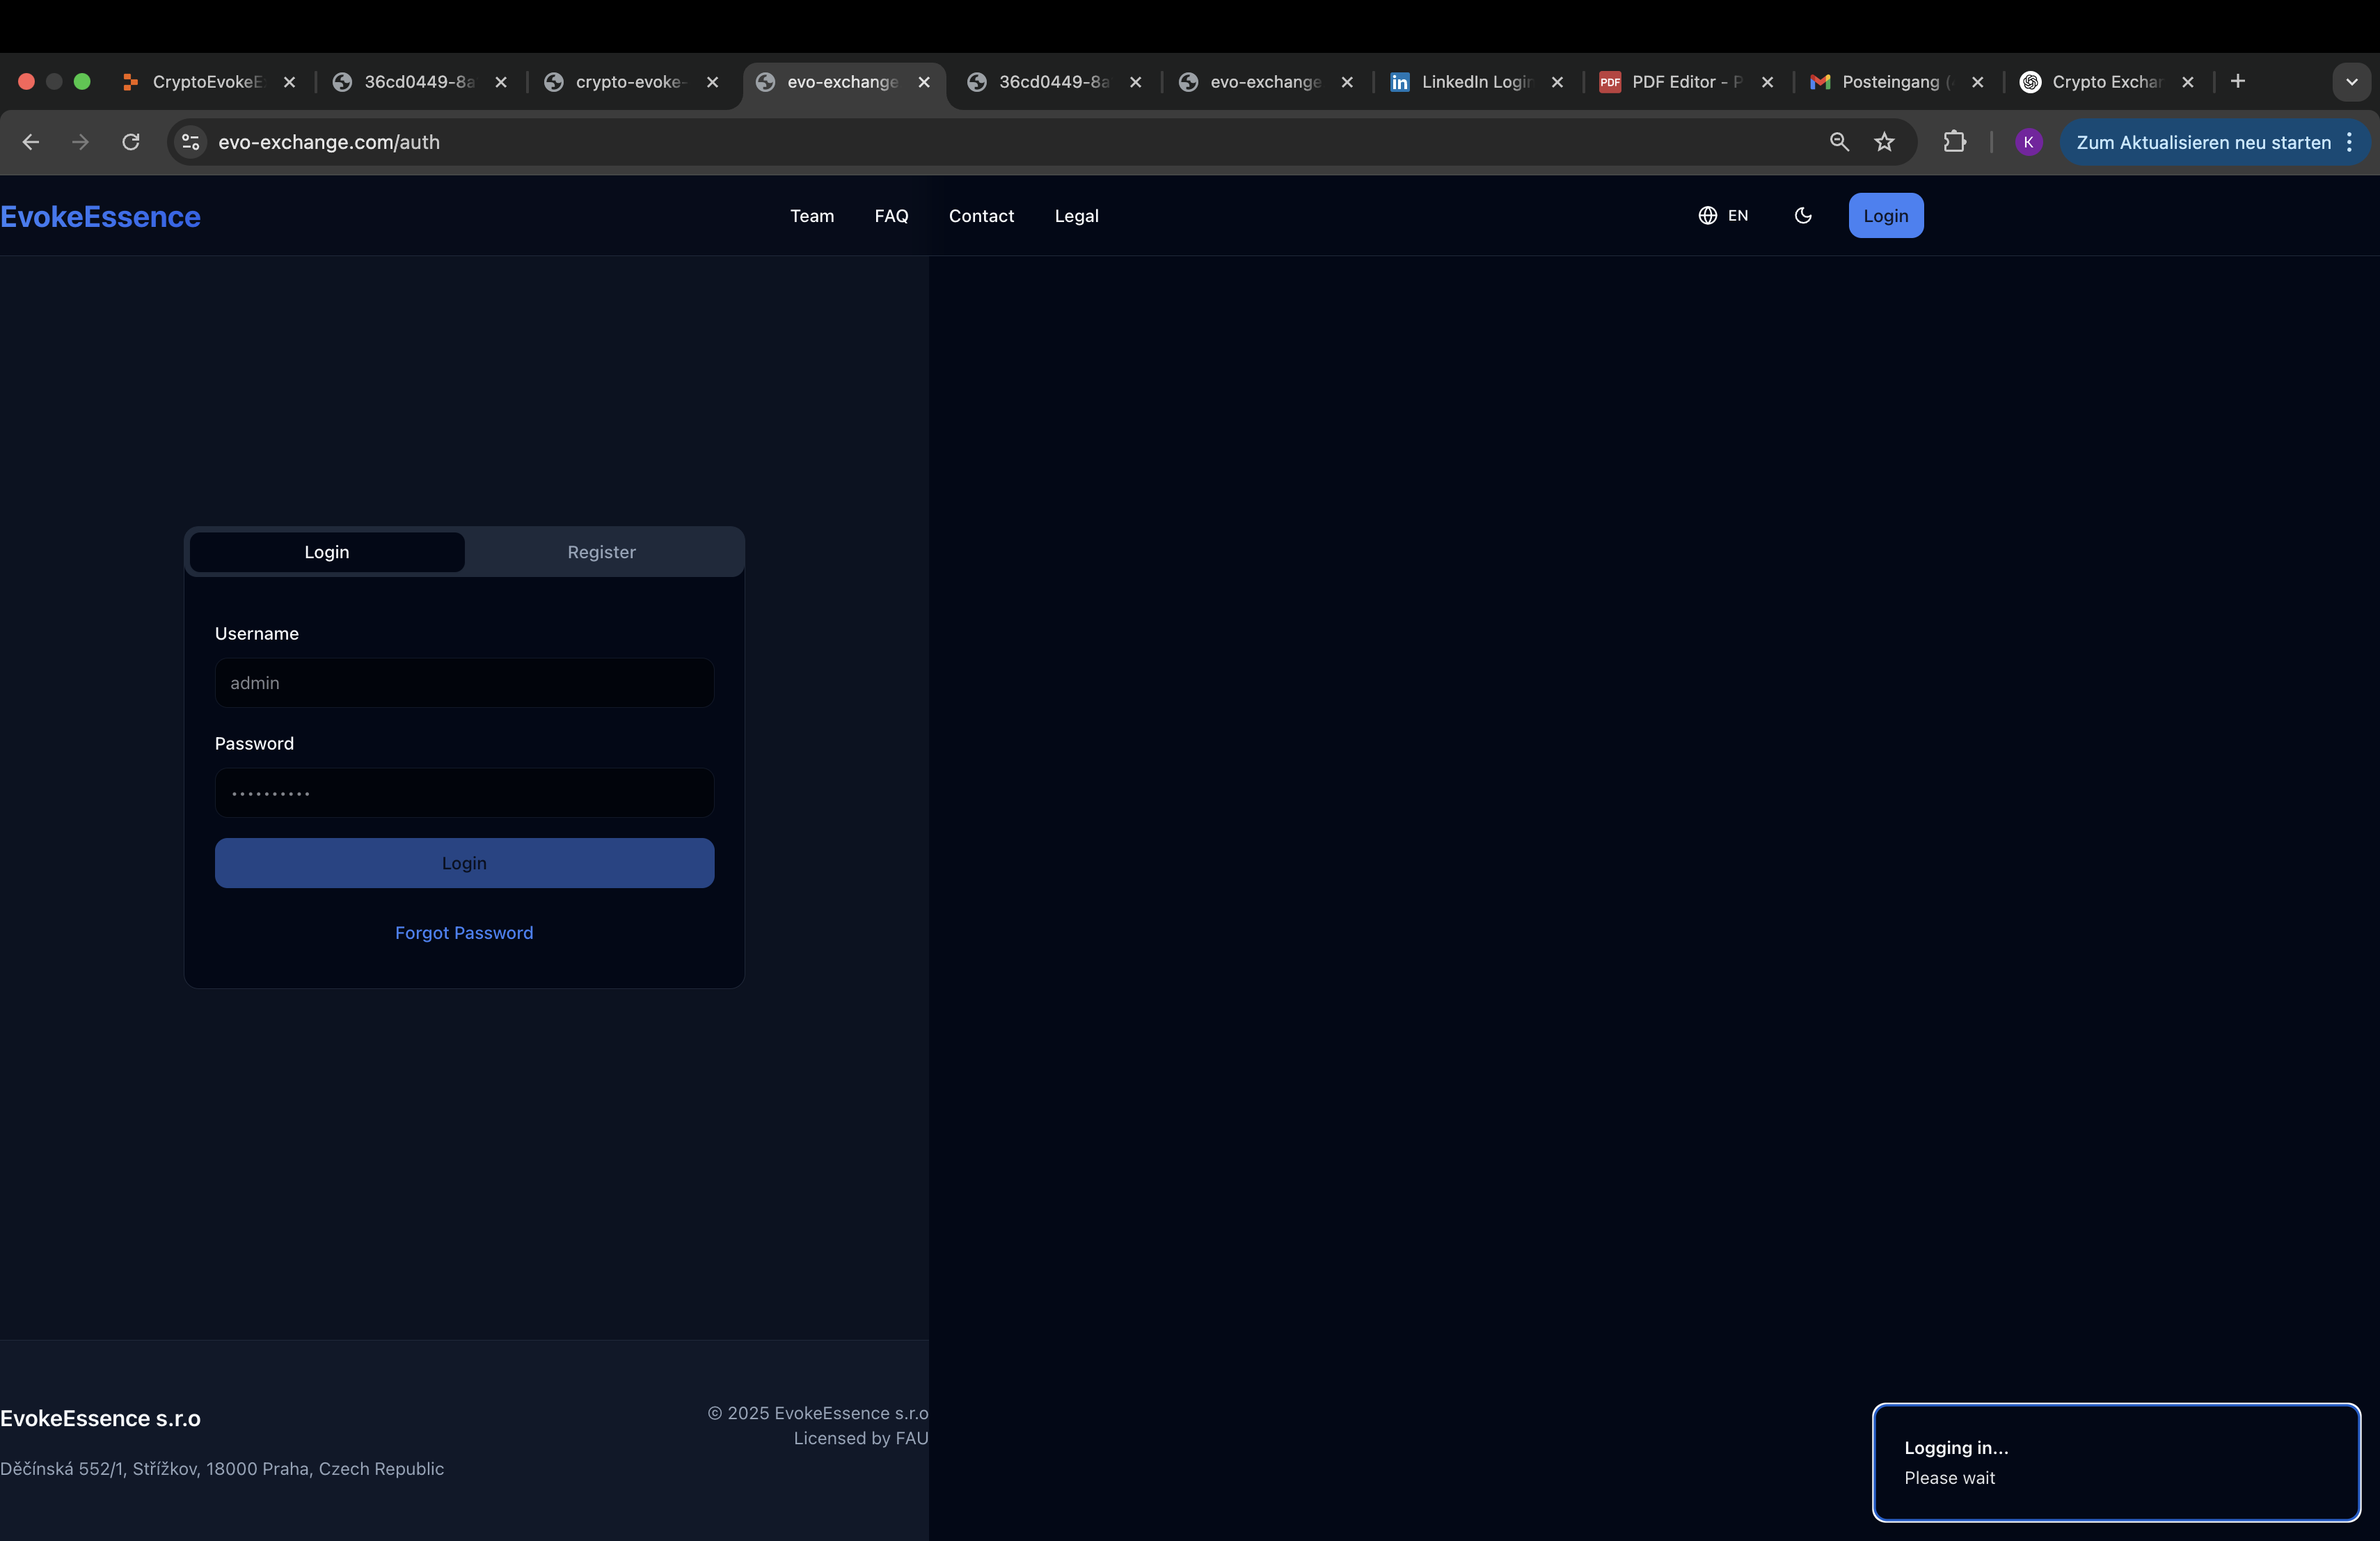 CryptoEvokeE
36cd0449-8a
crypto-evoke-
evo-exchange
36cd0449-8a
evo-exchange
in LinkedIn Login
PDF PDF Editor - P
Posteingang (
Crypto Exchar
evo-exchange.com/auth
K
Zum Aktualisieren neu starten
EvokeEssence
Team
FAQ
Contact
Legal
EN
Login
Login
Register
Username
admin
Password
Login
Forgot Password
EvokeEssence s.r.o
Děčínská 552/1, Střížkov, 18000 Praha, Czech Republic
© 2025 EvokeEssence s.r.o
Licensed by FAU
Logging in...
Please wait